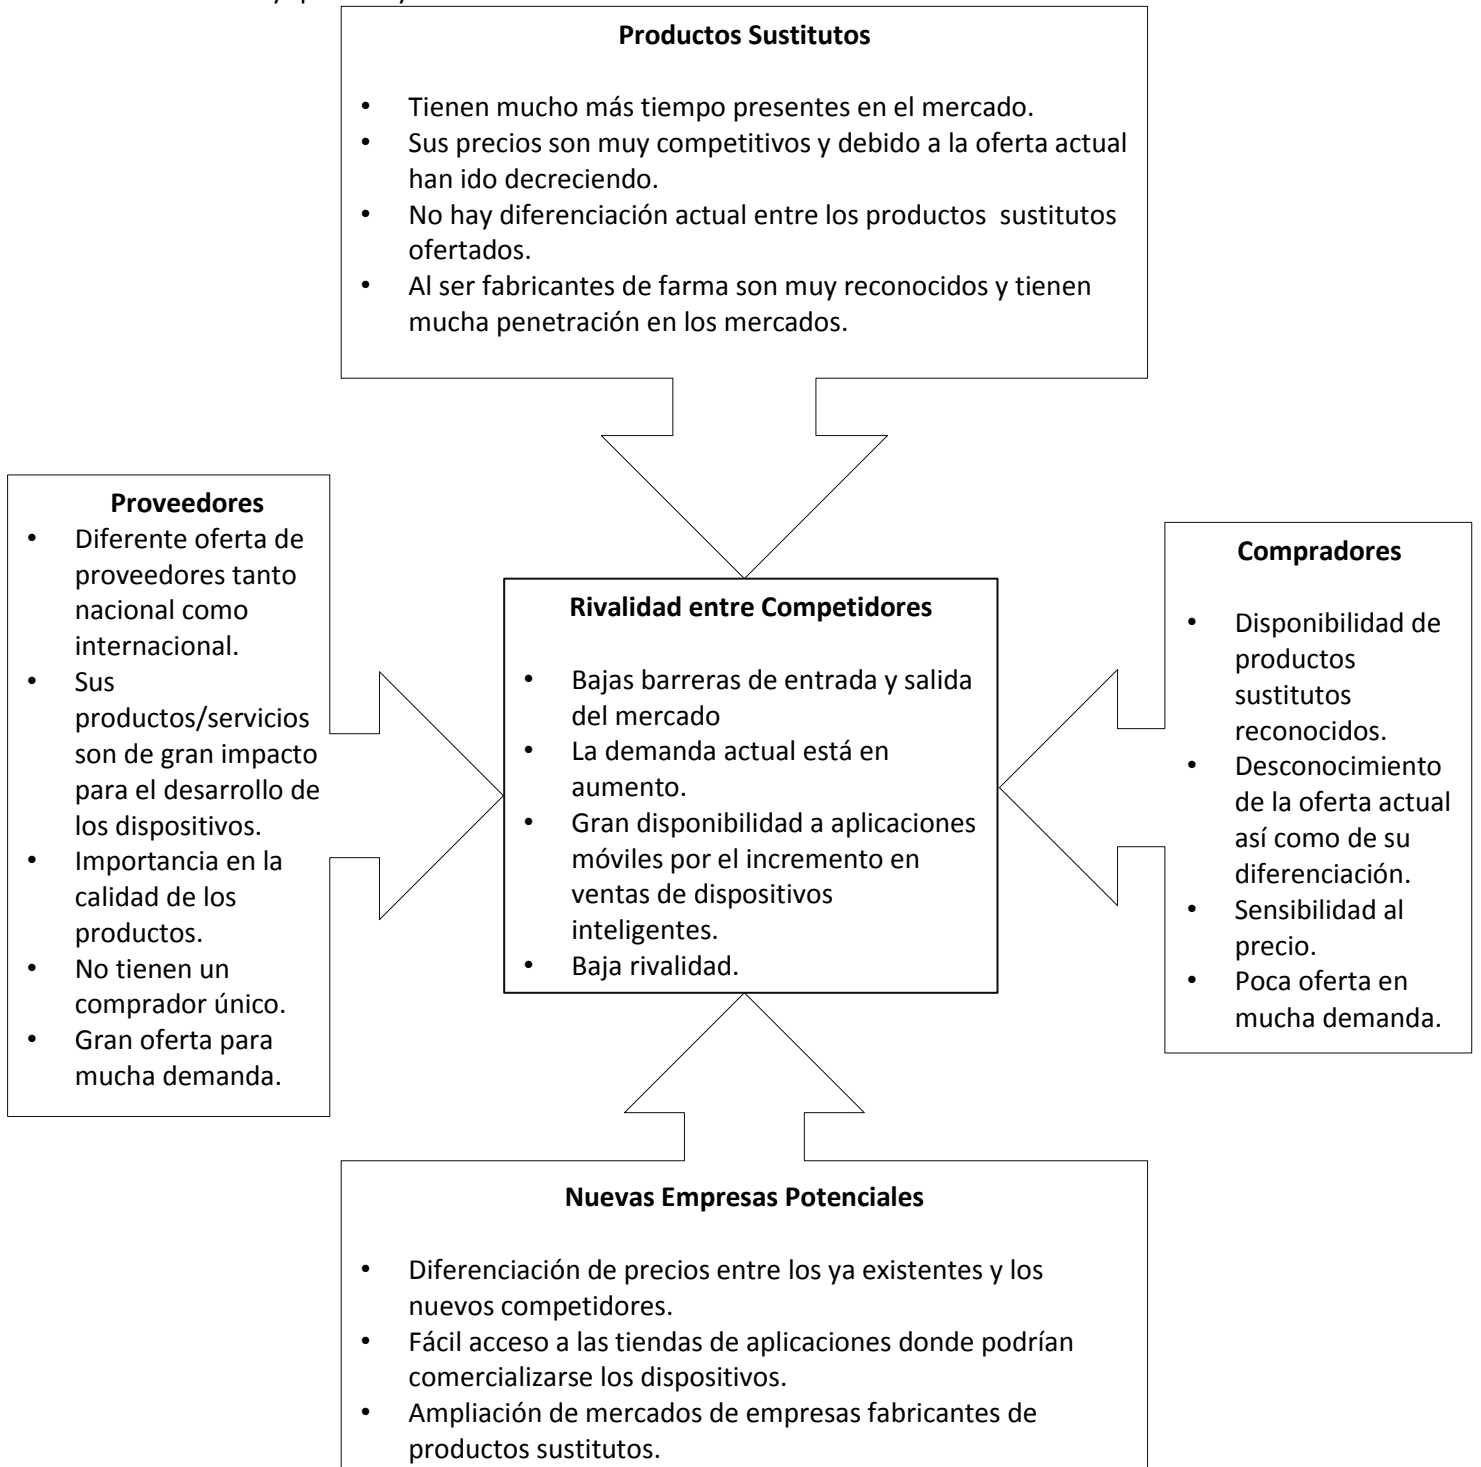 Productos Sustitutos
• Tienen mucho más tiempo presentes en el mercado.
• Sus precios son muy competitivos y debido a la oferta actual
han ido decreciendo.
• No hay diferenciación actual entre los productos  sustitutos
ofertados.
• Al ser fabricantes de farma son muy reconocidos y tienen
mucha penetración en los mercados.
Proveedores
• Diferente oferta de
proveedores tanto
nacional como
internacional.
• Sus
productos/servicios
son de gran impacto
para el desarrollo de
los dispositivos.
• Importancia en la
calidad de los
productos.
• No tienen un
comprador único.
• Gran oferta para
mucha demanda.
Rivalidad entre Competidores
• Bajas barreras de entrada y salida
del mercado
• La demanda actual está en
aumento.
• Gran disponibilidad a aplicaciones
móviles por el incremento en
ventas de dispositivos
inteligentes.
• Baja rivalidad.
Compradores
• Disponibilidad de
productos
sustitutos
reconocidos.
• Desconocimiento
de la oferta actual
así como de su
diferenciación.
• Sensibilidad al
precio.
• Poca oferta en
mucha demanda.
Nuevas Empresas Potenciales
• Diferenciación de precios entre los ya existentes y los
nuevos competidores.
• Fácil acceso a las tiendas de aplicaciones donde podrían
comercializarse los dispositivos.
• Ampliación de mercados de empresas fabricantes de
productos sustitutos.